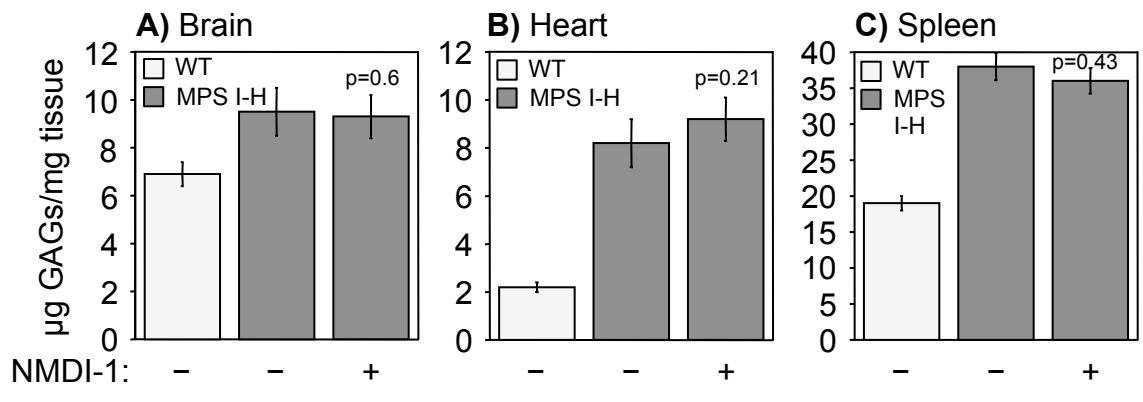 A) Brain
B) Heart
C) Spleen
µg GAGs/mg tissue
12
10
8
6
4
2
0
WT
MPS I-H
p=0.6
12
10
8
6
4
2
0
WT
MPS I-H
p=0.21
40
35
30
25
20
15
10
5
0
WT
MPS
I-H
p=0.43
NMDI-1: − − + − − + − − +